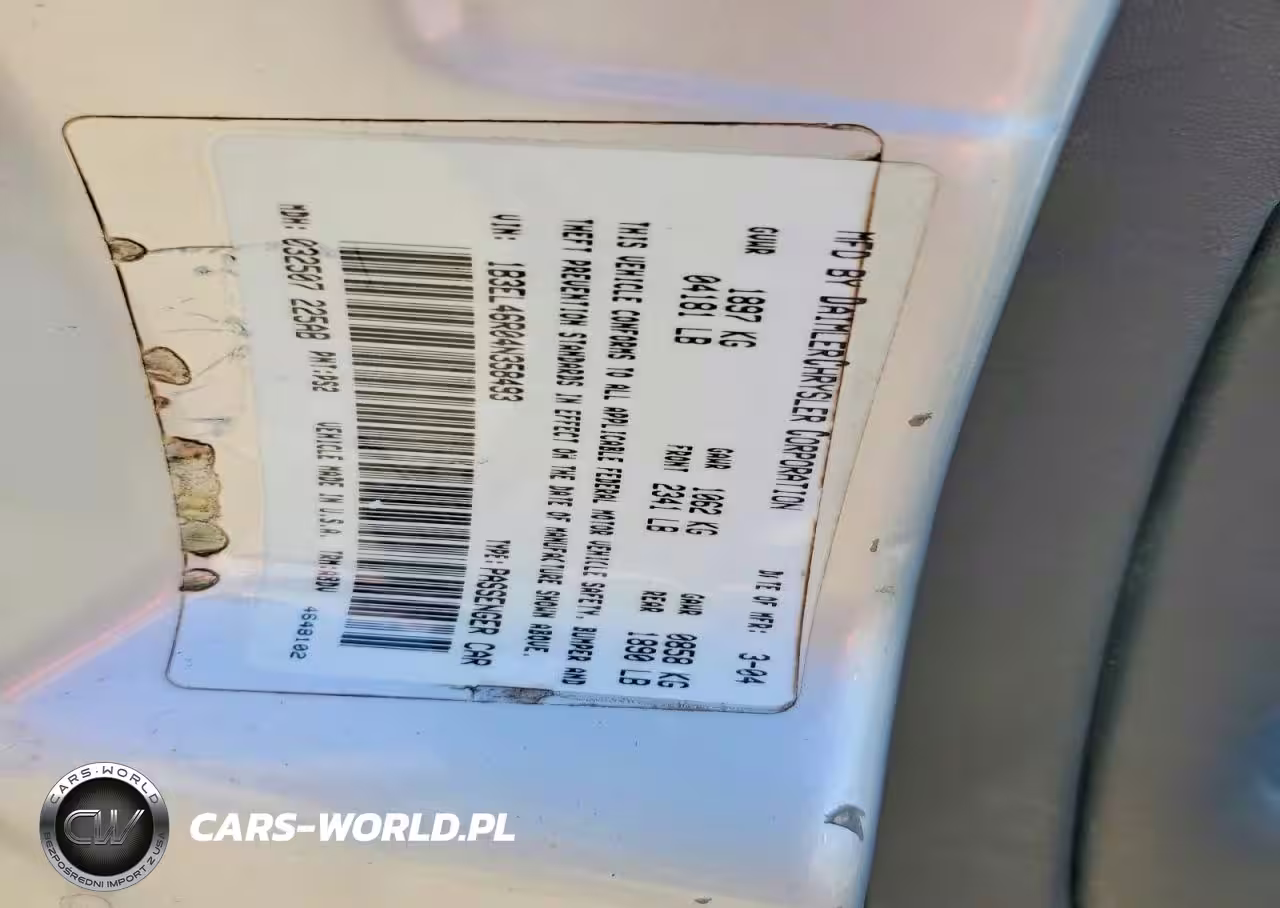 MFD BY DAIMLERCHRYSLER CORPORATION
DATE OF MFR: 3-04
GVWR 1897 KG
04181 LB
GAWR 1062 KG
FRONT 2341 LB
GAWR 0858 KG
REAR 1890 LB
THIS VEHICLE CONFORMS TO ALL APPLICABLE FEDERAL MOTOR VEHICLE SAFETY, BUMPER AND
THEFT PREVENTION STANDARDS IN EFFECT ON THE DATE OF MANUFACTURE SHOWN ABOVE.
VIN: 1B3EL46R04N358493
TYPE: PASSENGER CAR
MDH: 032507 225AB PNT:PS2 VEHICLE MADE IN U.S.A. TRM:ABDV
4648102
CARS-WORLD
CW
BEZPOŚREDNI IMPORT Z USA
CARS-WORLD.PL